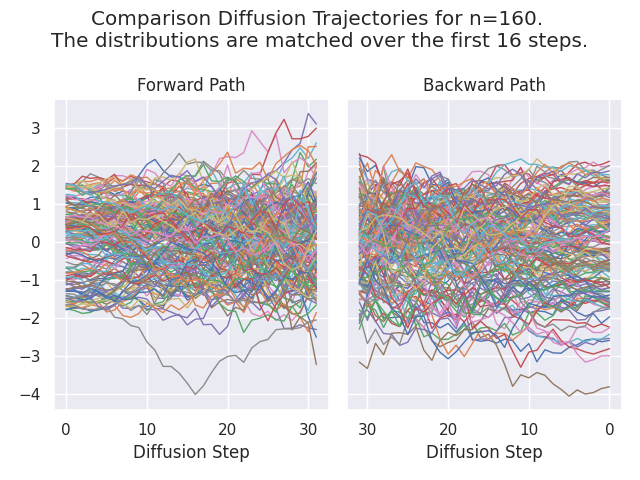 Comparison Diffusion Trajectories for n=160.
The distributions are matched over the first 16 steps.
Forward Path
Backward Path
3
2
1
0
−1
−2
−3
−4
0 10 20 30
30 20 10 0
Diffusion Step
Diffusion Step